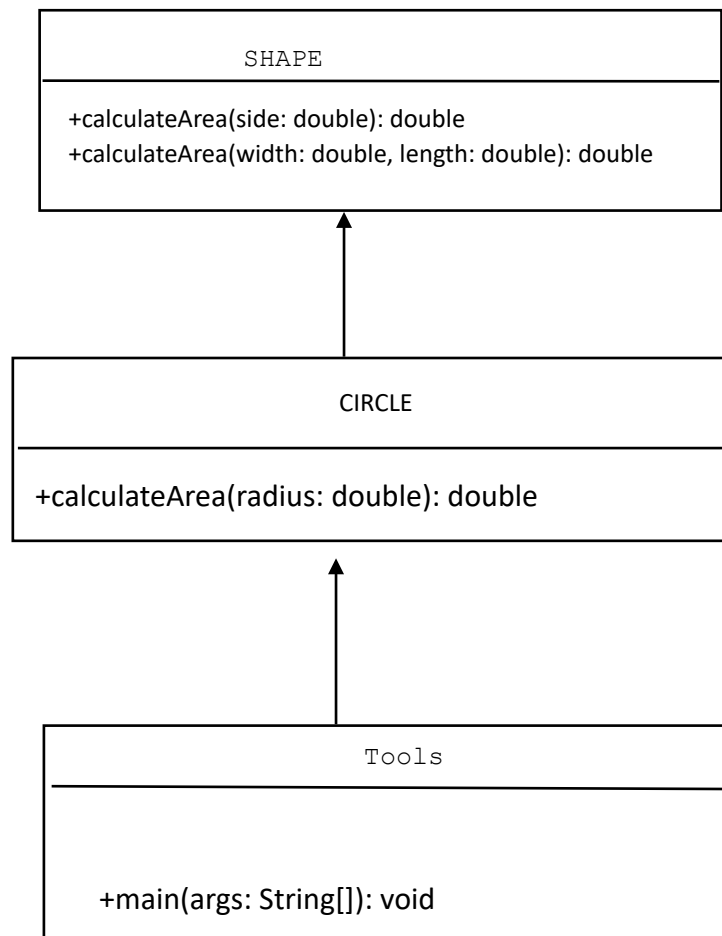 SHAPE
+calculateArea(side: double): double
+calculateArea(width: double, length: double): double
CIRCLE
+calculateArea(radius: double): double
Tools
+main(args: String[]): void